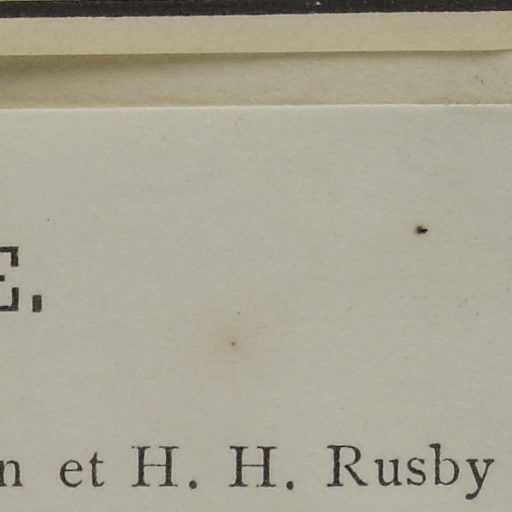 E.
n et H. H. Rusby